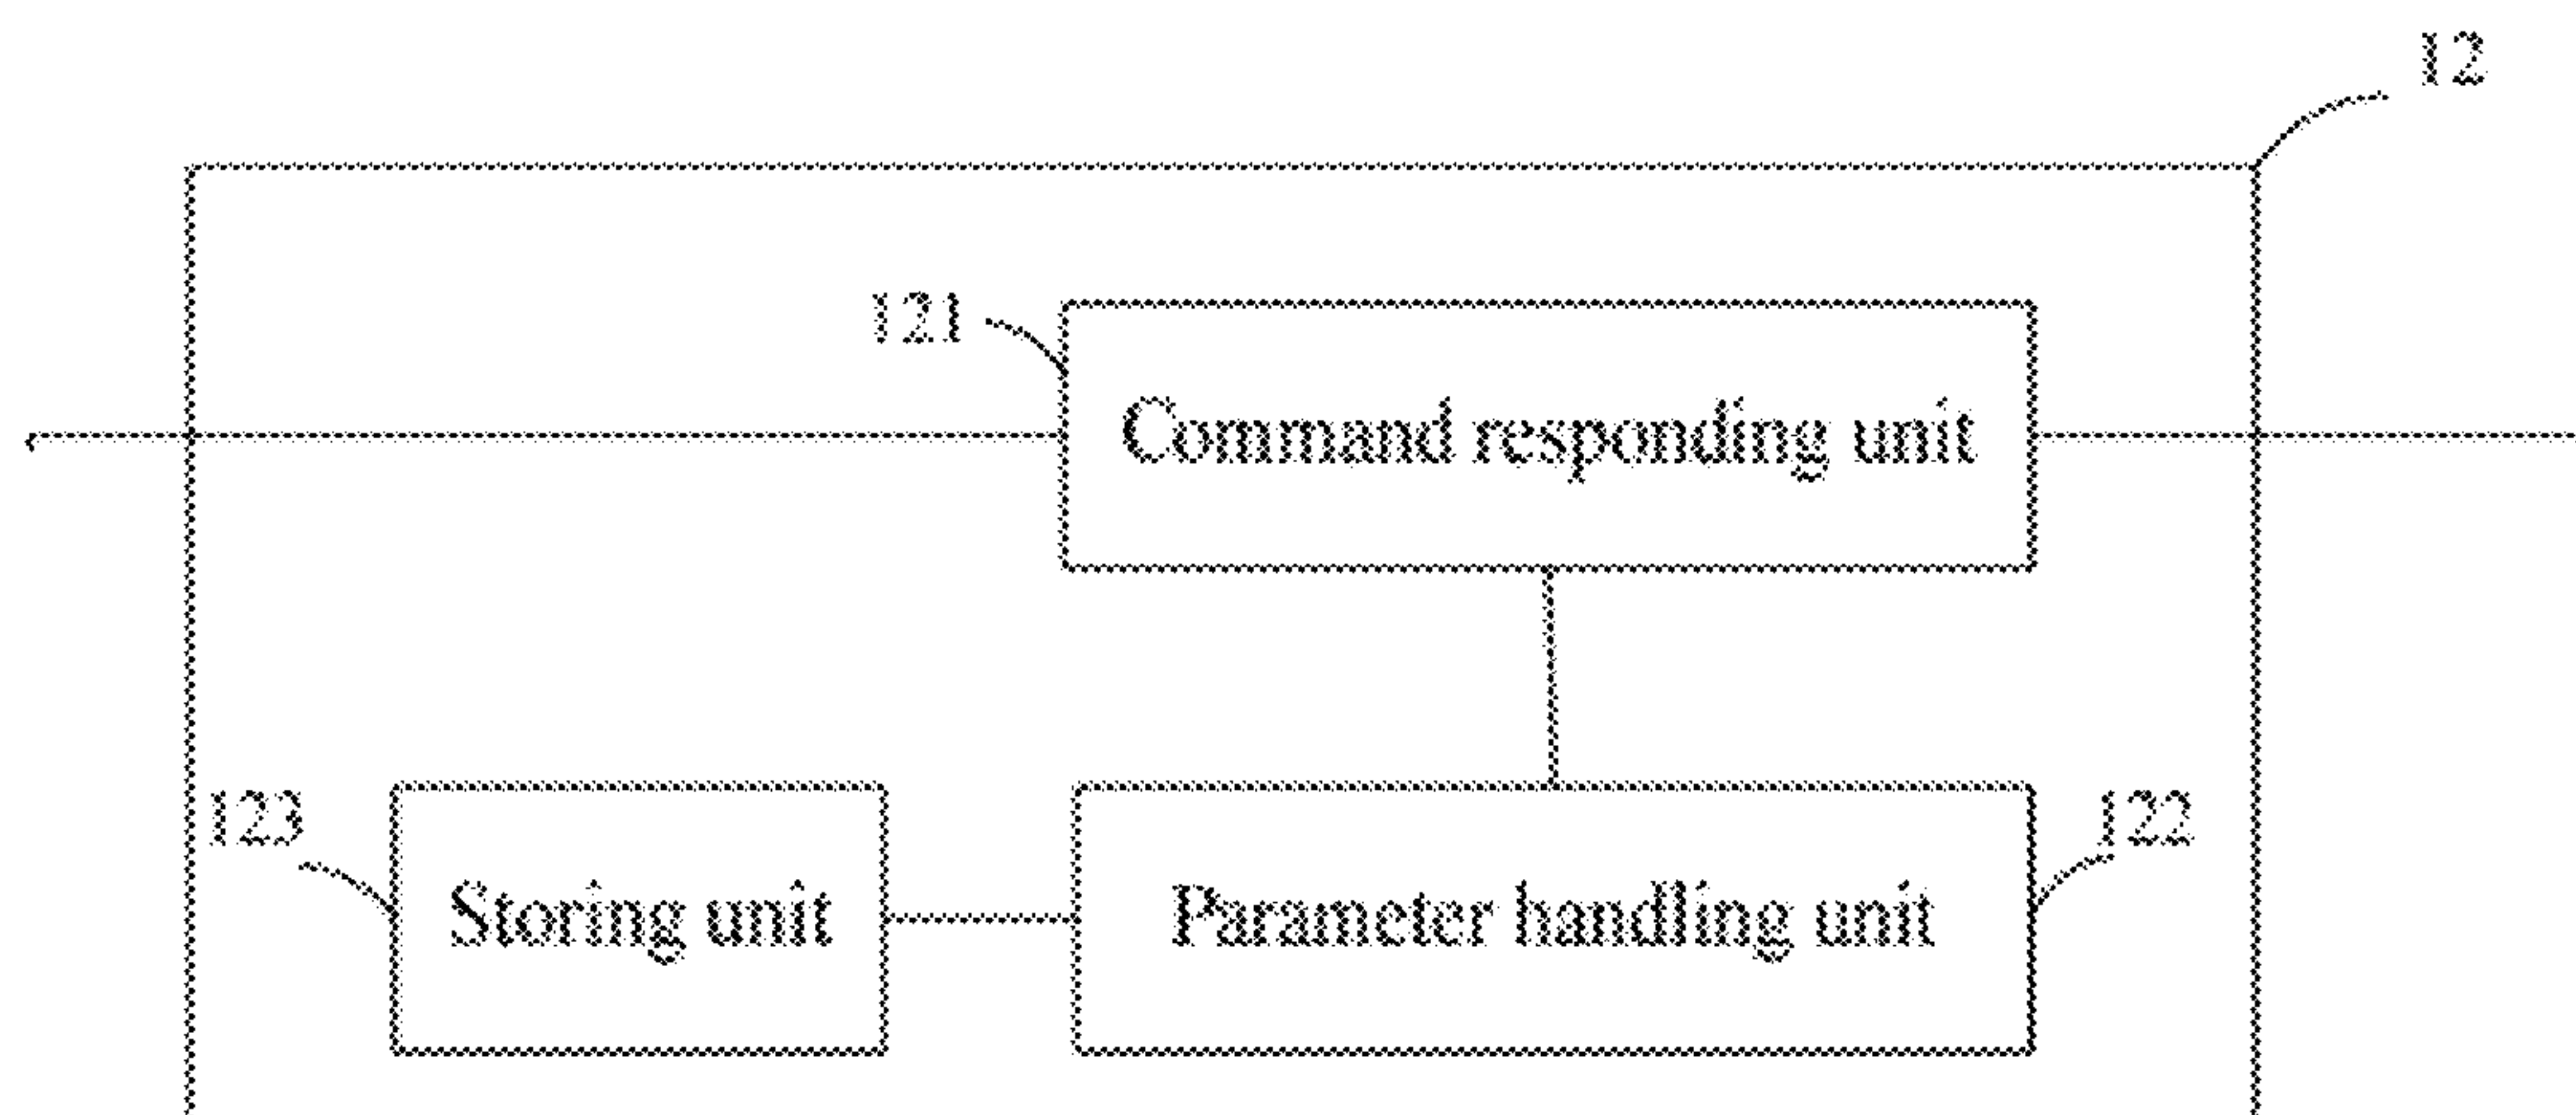 12
121
Command responding unit
123
122
Storing unit
Parameter handling unit